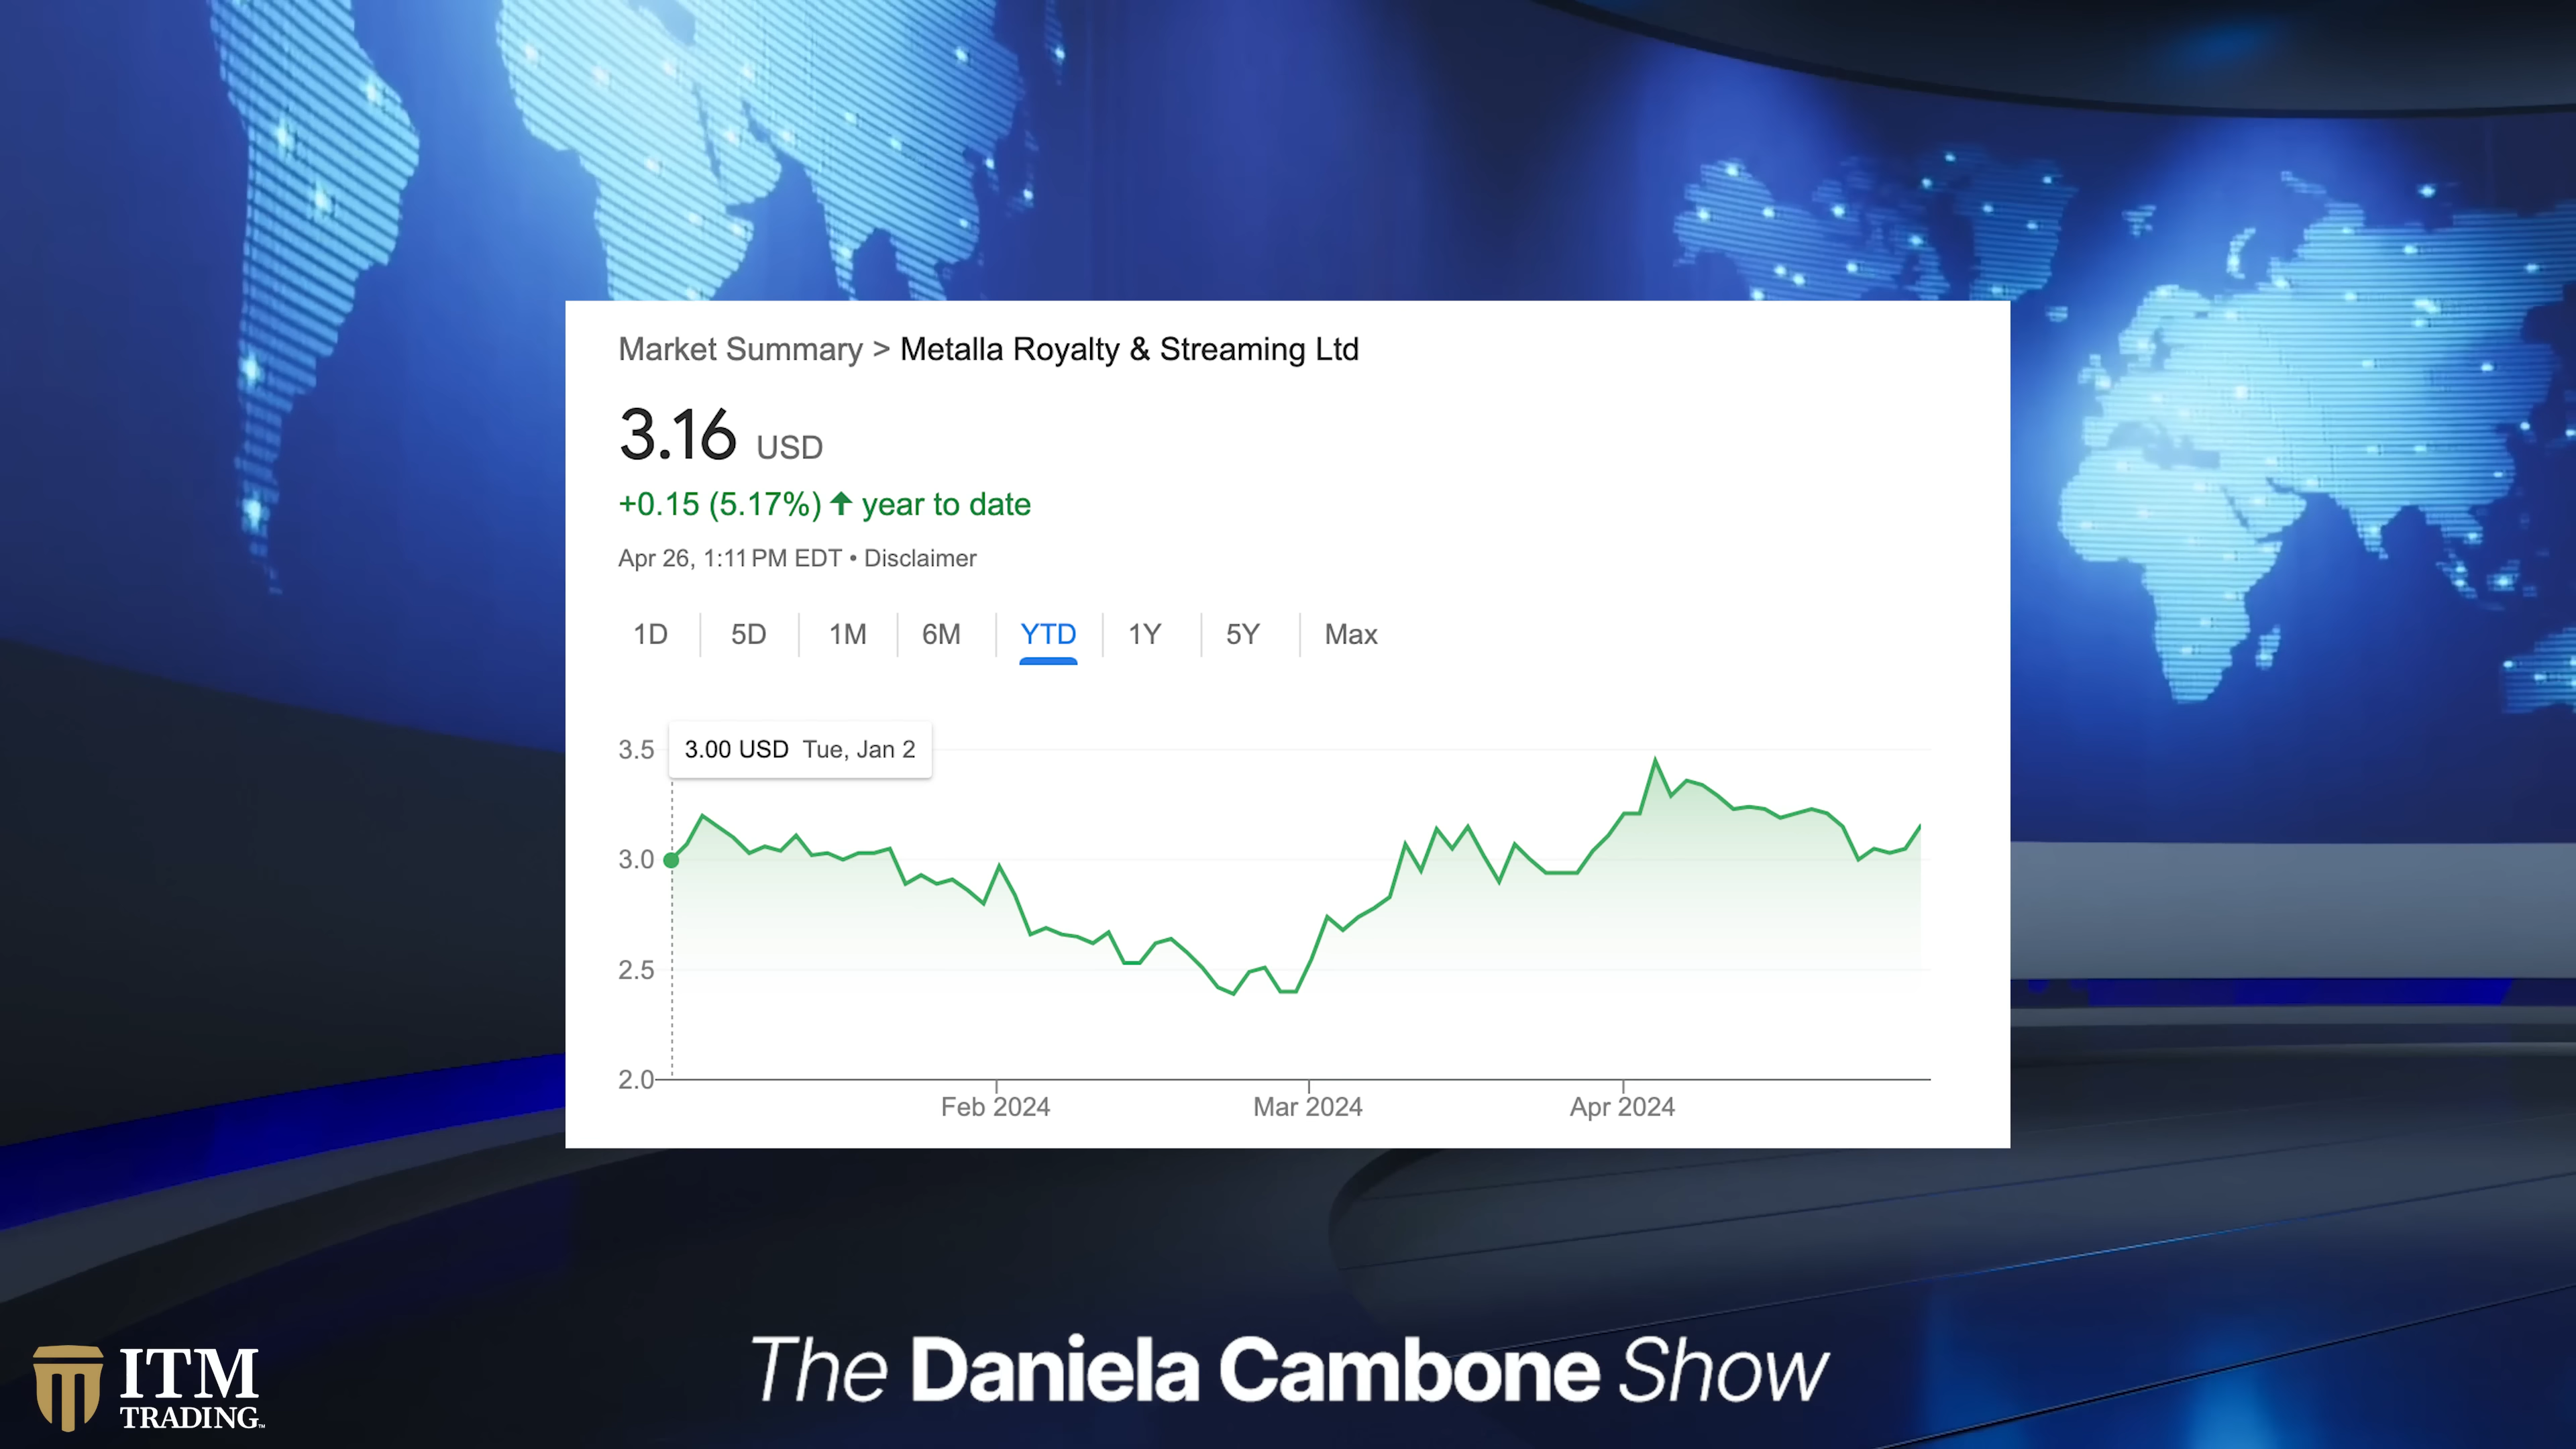 Market Summary > Metalla Royalty & Streaming Ltd
3.16 USD
+0.15 (5.17%) ↑ year to date
Apr 26, 1:11 PM EDT • Disclaimer
1D 5D 1M 6M YTD 1Y 5Y Max
3.00 USD Tue, Jan 2
3.5
3.0
2.5
2.0
Feb 2024 Mar 2024 Apr 2024
ITM
TRADING™
The Daniela Cambone Show